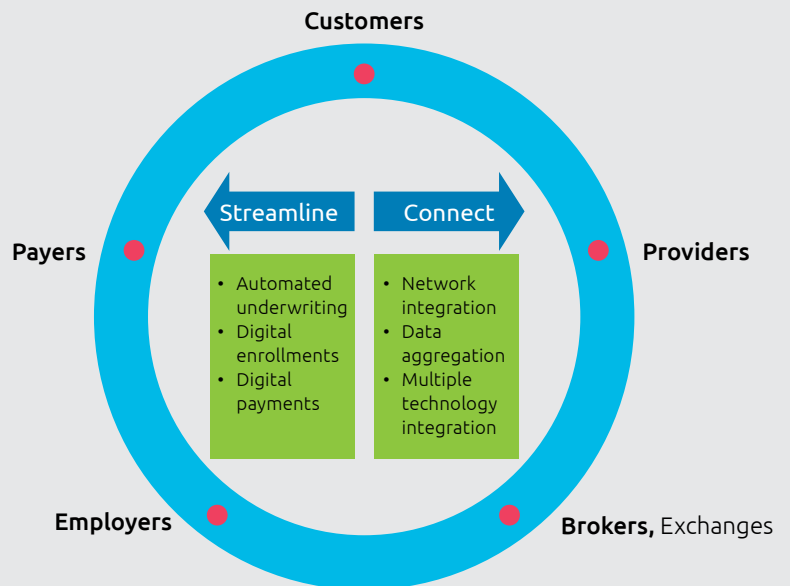 Customers
Streamline
Connect
Payers
Providers
• Automated
underwriting
• Digital
enrollments
• Digital
payments
• Network
integration
• Data
aggregation
• Multiple
technology
integration
Employers
Brokers, Exchanges